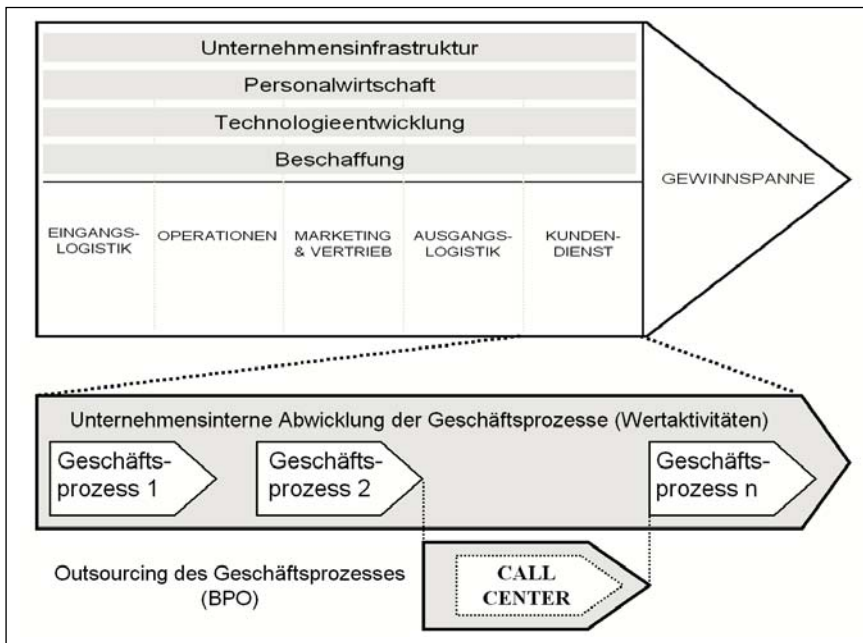 Unternehmensinfrastruktur
Personalwirtschaft
Technologieentwicklung
Beschaffung
GEWINNSPANNE
EINGANGS-
LOGISTIK
OPERATIONEN
MARKETING
& VERTRIEB
AUSGANGS-
LOGISTIK
KUNDEN-
DIENST
Unternehmensinterne Abwicklung der Geschäftsprozesse (Wertaktivitäten)
Geschäfts-
prozess 1
Geschäfts-
prozess 2
Geschäfts-
prozess n
Outsourcing des Geschäftsprozesses
(BPO)
CALL
CENTER